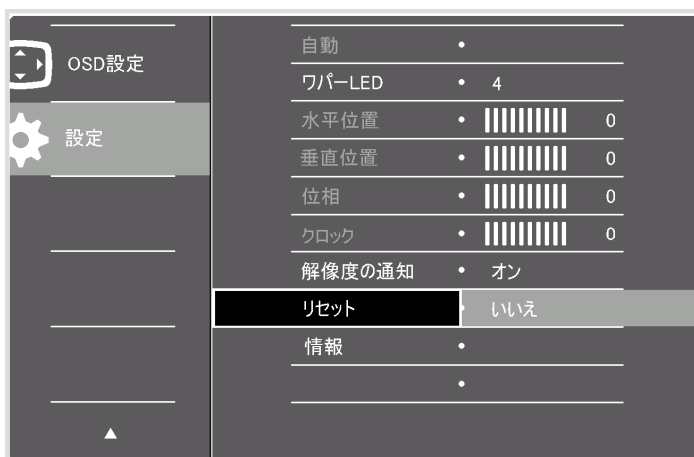 OSD設定
設定
自動
ワパーLED 4
水平位置 0
垂直位置 0
位相 0
クロック 0
解像度の通知 オン
リセット いいえ
情報